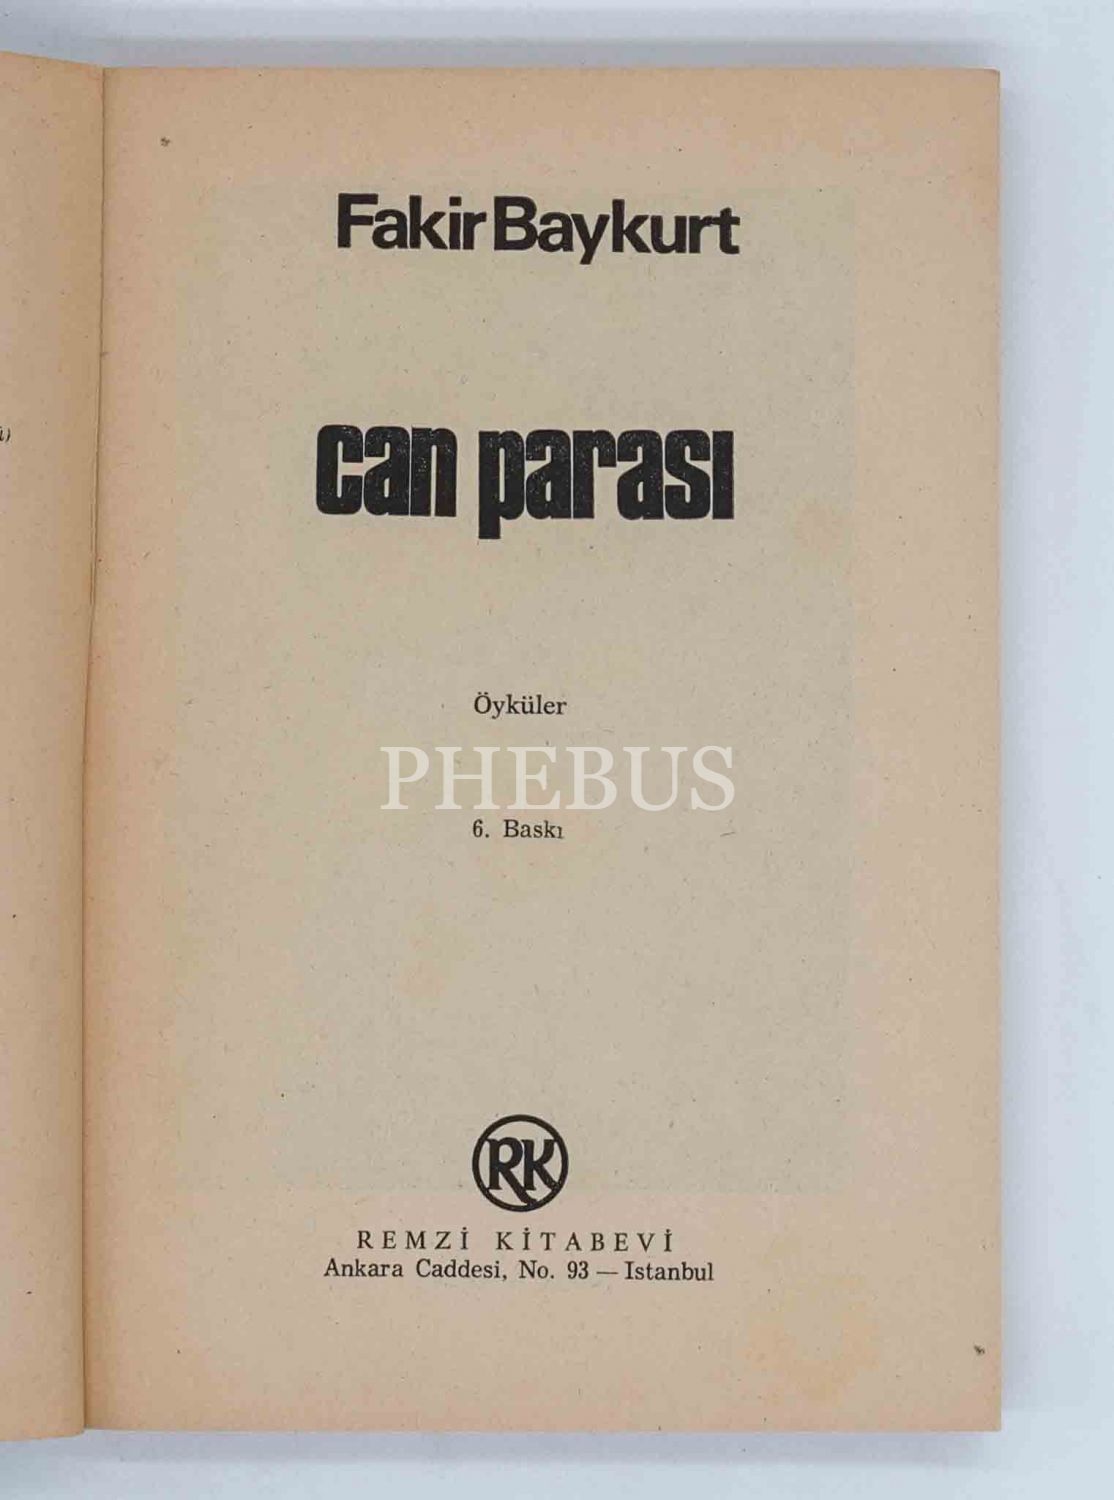 Fakir Baykurt
can parası
Öyküler
PHEBUS
6. Baskı
RK
REMZİ KİTABEVİ
Ankara Caddesi, No. 93 — Istanbul